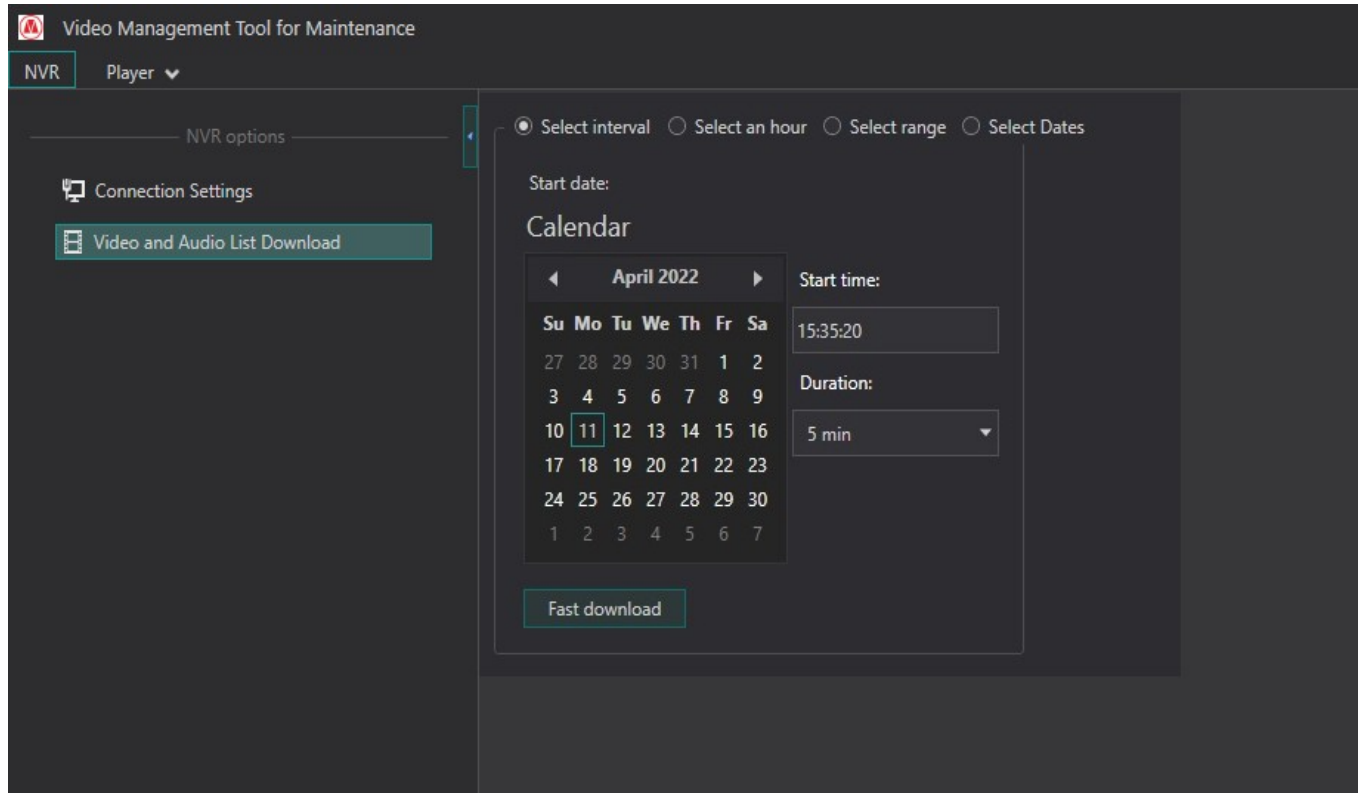 Video Management Tool for Maintenance
NVR Player
NVR options
Connection Settings
Video and Audio List Download
Select interval Select an hour Select range Select Dates
Start date:
Calendar
April 2022
Su Mo Tu We Th Fr Sa
27 28 29 30 31 1 2
3 4 5 6 7 8 9
10 11 12 13 14 15 16
17 18 19 20 21 22 23
24 25 26 27 28 29 30
1 2 3 4 5 6 7
Start time:
15:35:20
Duration:
5 min
Fast download